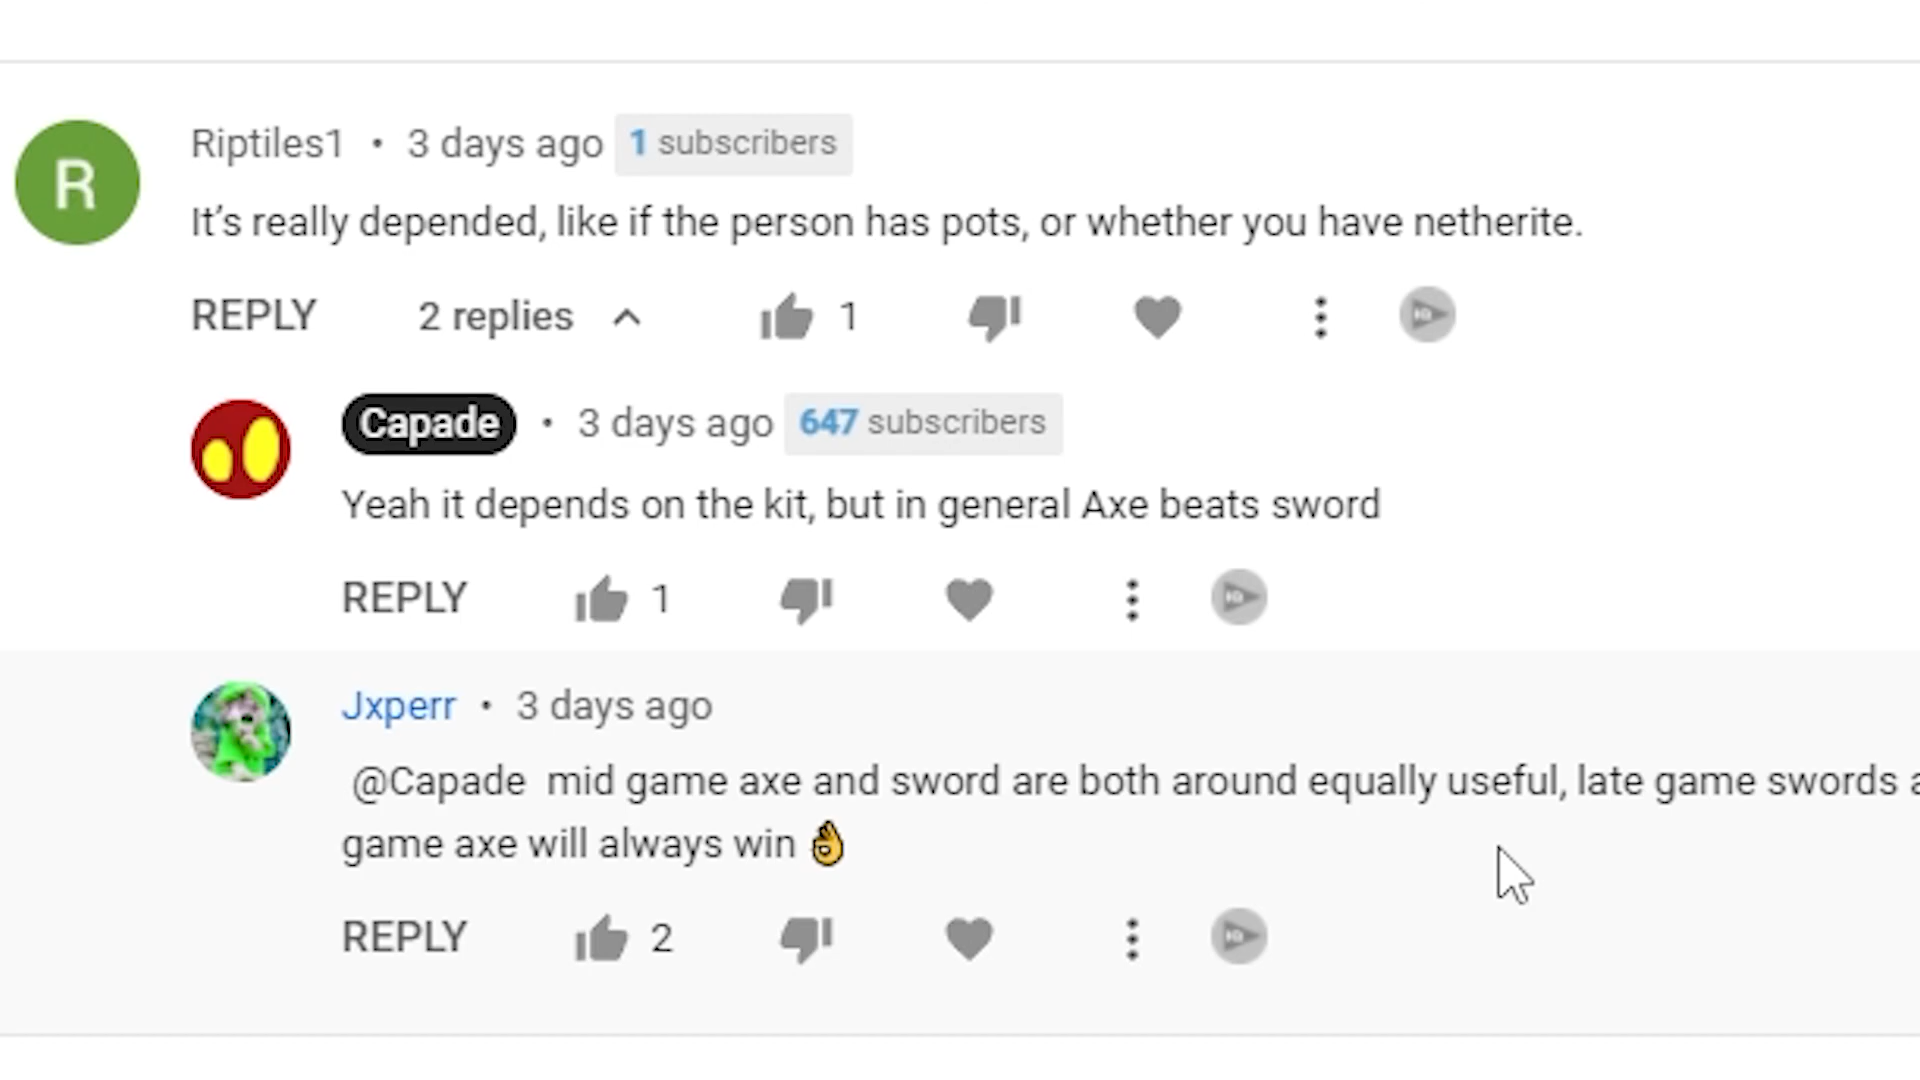 R
Riptiles1 • 3 days ago 1 subscribers
It’s really depended, like if the person has pots, or whether you have netherite.
REPLY 2 replies 1
Capade • 3 days ago 647 subscribers
Yeah it depends on the kit, but in general Axe beats sword
REPLY 1
Jxperr • 3 days ago
@Capade mid game axe and sword are both around equally useful, late game swords
game axe will always win 👌
REPLY 2